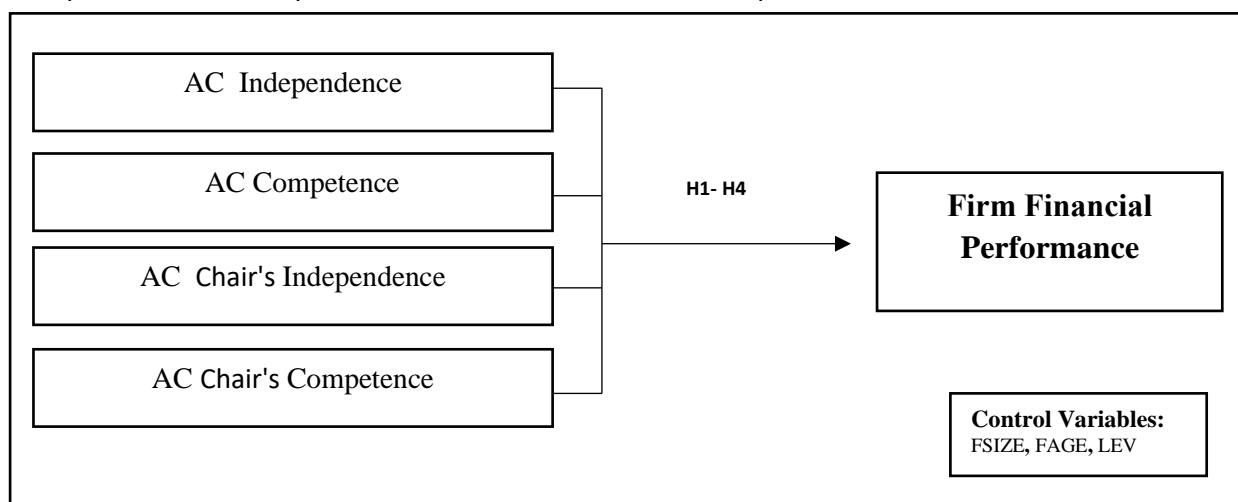 AC Independence
AC Competence
AC Chair's Independence
AC Chair's Competence
H1- H4
Firm Financial
Performance
Control Variables:
FSIZE, FAGE, LEV